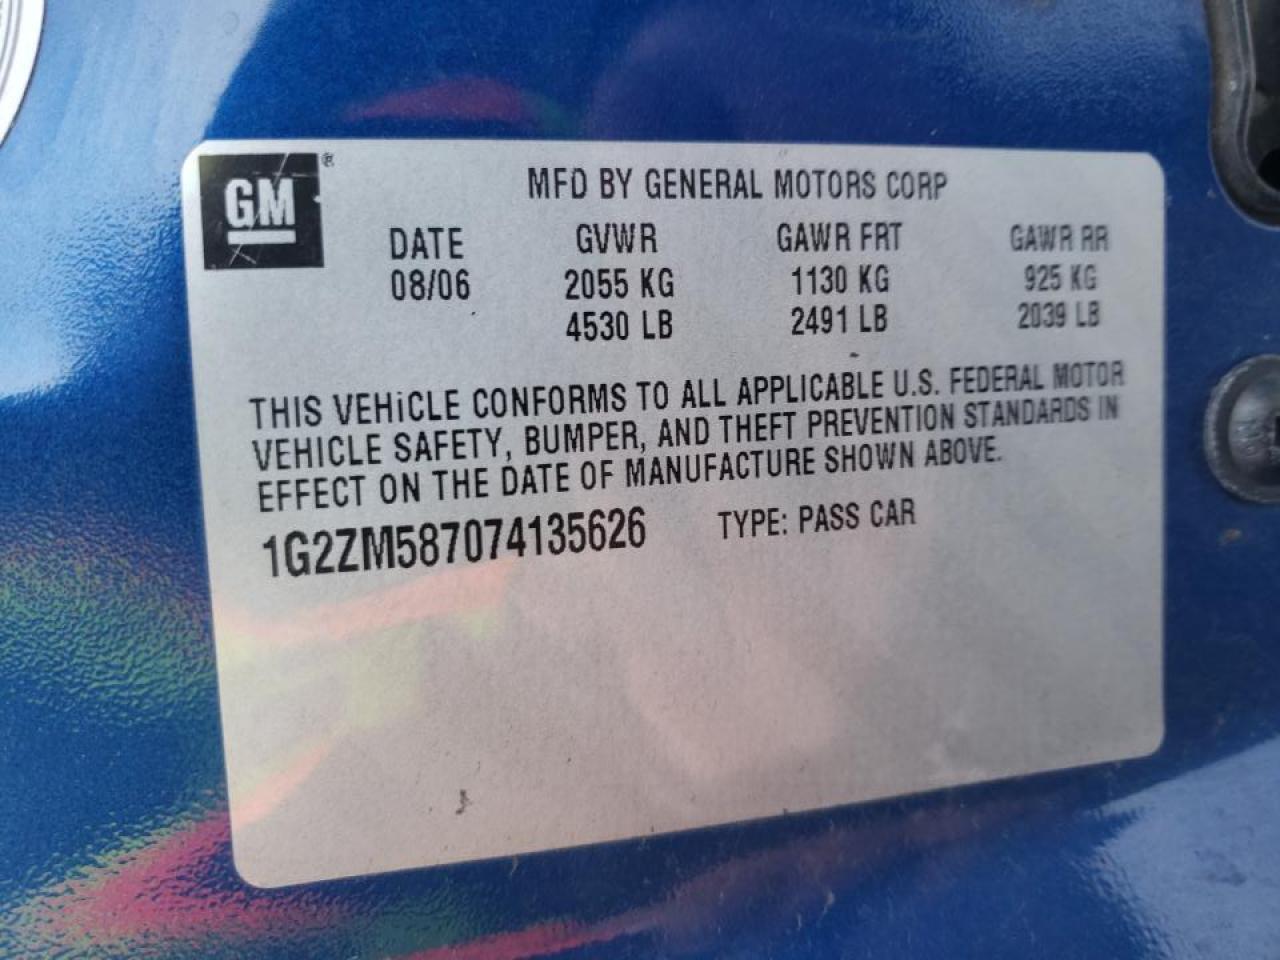 GM ®
MFD BY GENERAL MOTORS CORP
DATE GVWR GAWR FRT GAWR RR
08/06 2055 KG 1130 KG 925 KG
4530 LB 2491 LB 2039 LB
THIS VEHiCLE CONFORMS TO ALL APPLICABLE U.S. FEDERAL MOTOR
VEHICLE SAFETY, BUMPER, AND THEFT PREVENTION STANDARDS IN
EFFECT ON THE DATE OF MANUFACTURE SHOWN ABOVE.
1G2ZM587074135626 TYPE: PASS CAR